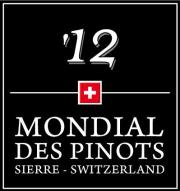 '12
MONDIAL
DES PINOTS
SIERRE - SWITZERLAND